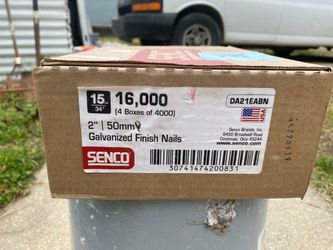 15 GA
34°
16,000
(4 Boxes of 4000)
DA21EABN
2" | 50mm
Galvanized Finish Nails
USA
Senco Brands, Inc.
8450 Broadwell Road
Cincinnati, Ohio 45244
www.senco.com
SENCO
30741474200831